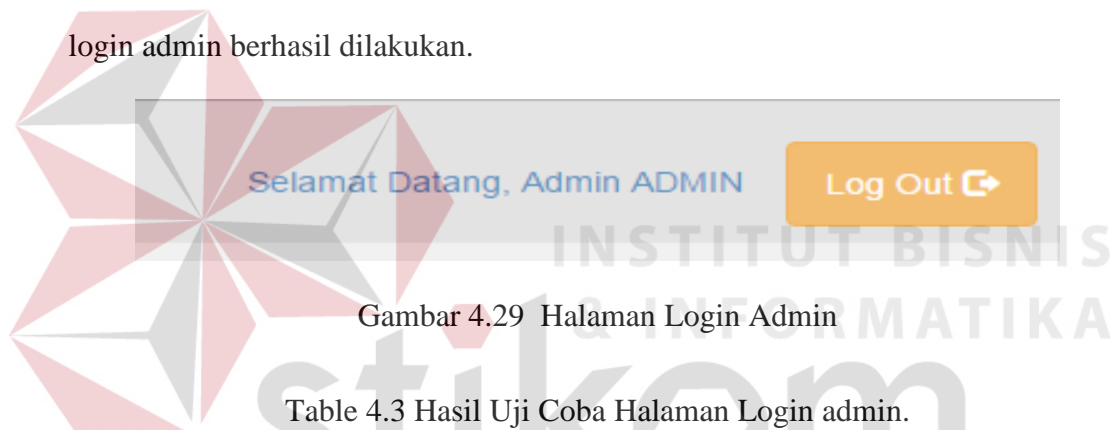 login admin berhasil dilakukan.
Selamat Datang, Admin ADMIN
Log Out
INSTITUT BISNIS
& INFORMATIKA
Gambar 4.29 Halaman Login Admin
stikom
Table 4.3 Hasil Uji Coba Halaman Login admin.